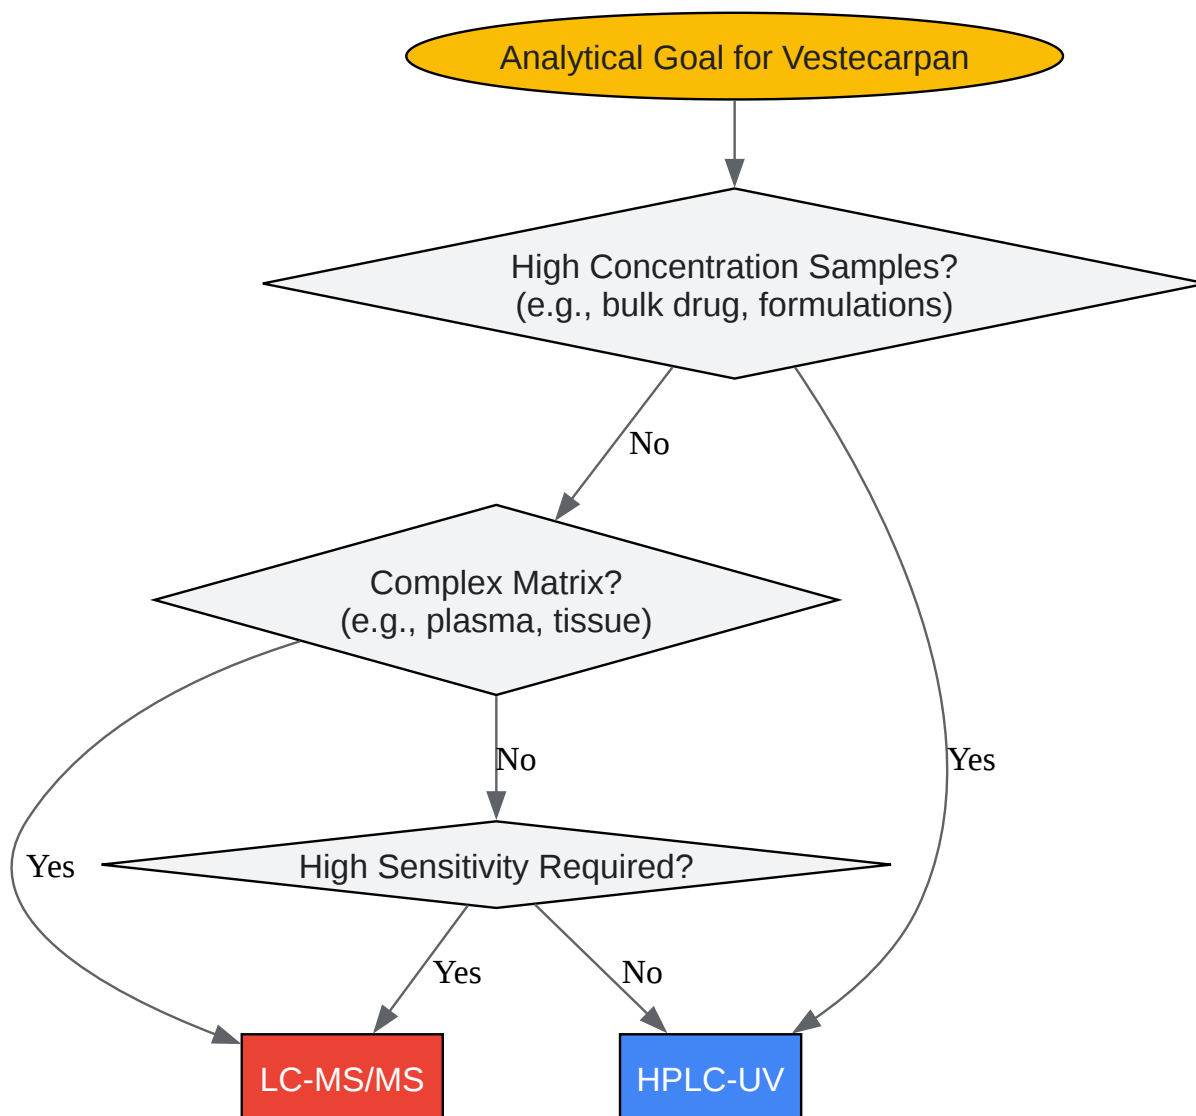 Analytical Goal for Vestecarpan
High Concentration Samples?
(e.g., bulk drug, formulations)
No
Complex Matrix?
(e.g., plasma, tissue)
No
Yes
Yes
High Sensitivity Required?
Yes
No
LC-MS/MS
HPLC-UV